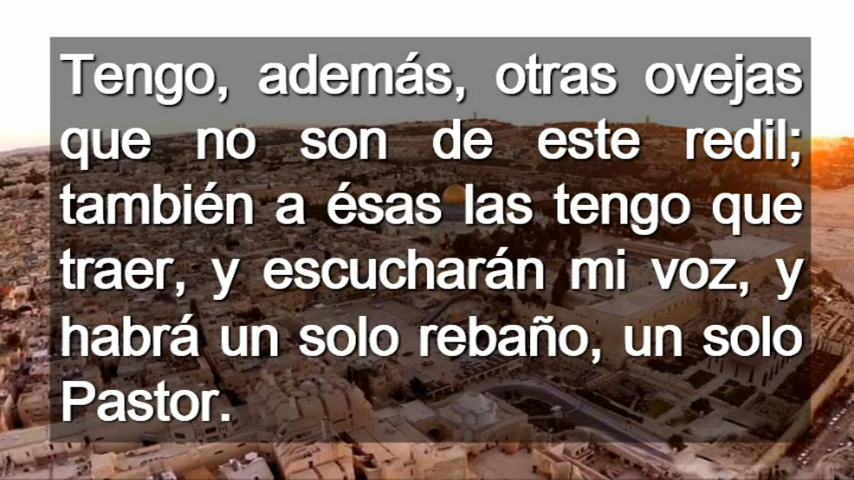 Tengo, además, otras ovejas
que no son de este redil;
también a ésas las tengo que
traer, y escucharán mi voz, y
habrá un solo rebaño, un solo
Pastor.